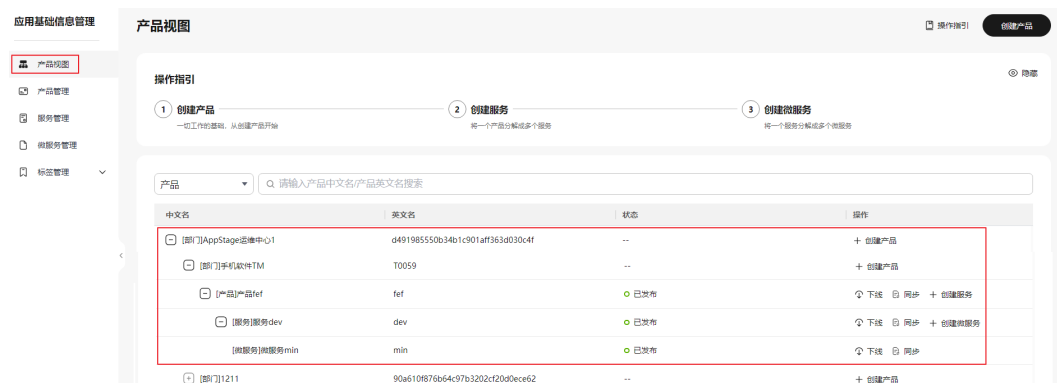 应用基础信息管理
产品视图
产品管理
服务管理
微服务管理
标签管理
产品视图
操作指引
创建产品
操作指引
隐藏
1 创建产品
一切工作的基础，从创建产品开始
2 创建服务
将一个产品分解成多个服务
3 创建微服务
将一个服务分解成多个微服务
产品
请输入产品中文名/产品英文名搜索
中文名 英文名 状态 操作
[部门]AppStage运维中心1 d491985550b34b1c901aff363d030c4f -- + 创建产品
[部门]手机软件TM T0059 -- + 创建产品
[产品]产品fef fef 已发布 下线 同步 + 创建服务
[服务]服务dev dev 已发布 下线 同步 + 创建微服务
[微服务]微服务min min 已发布 下线 同步
[部门]1211 90a610f876b64c97b3202cf20d0ece62 -- + 创建产品